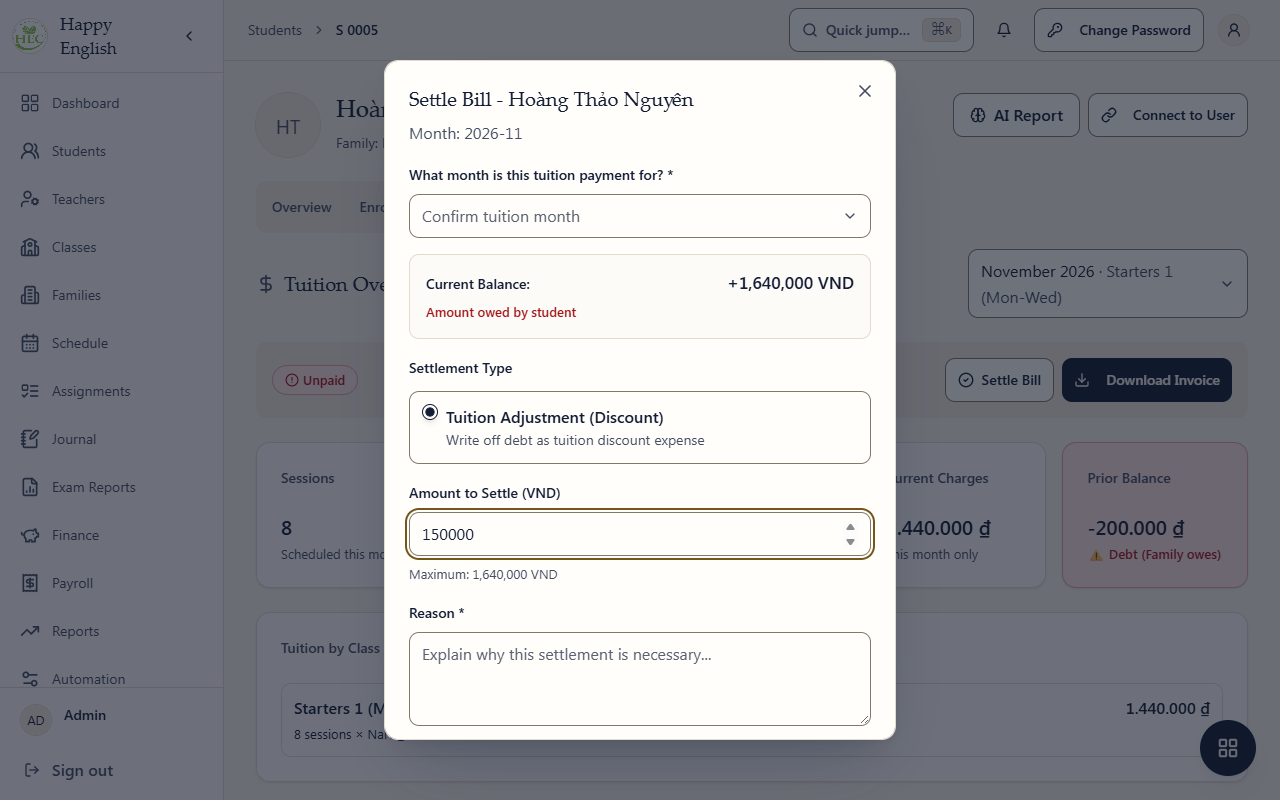 Happy
English
HEC
Students
S 0005
Quick jump...
⌘K
Change Password
Dashboard
Students
Teachers
Classes
Families
Schedule
Assignments
Journal
Exam Reports
Finance
Payroll
Reports
Automation
AD
Admin
Sign out
HT
Family:
AI Report
Connect to User
Overview
$
Tuition
November 2026 · Starters 1
(Mon-Wed)
Unpaid
Settle Bill
Download Invoice
Sessions
8
Scheduled this
Charges
.440.000 ₫
month only
Prior Balance
-200.000 ₫
Debt (Family owes)
Tuition by Class
Starters 1
1.440.000 ₫
8 sessions ×
Settle Bill - Hoàng Thảo Nguyên
Month: 2026-11
What month is this tuition payment for? *
Confirm tuition month
Current Balance:
+1,640,000 VND
Amount owed by student
Settlement Type
Tuition Adjustment (Discount)
Write off debt as tuition discount expense
Amount to Settle (VND)
150000
Maximum: 1,640,000 VND
Reason *
Explain why this settlement is necessary...